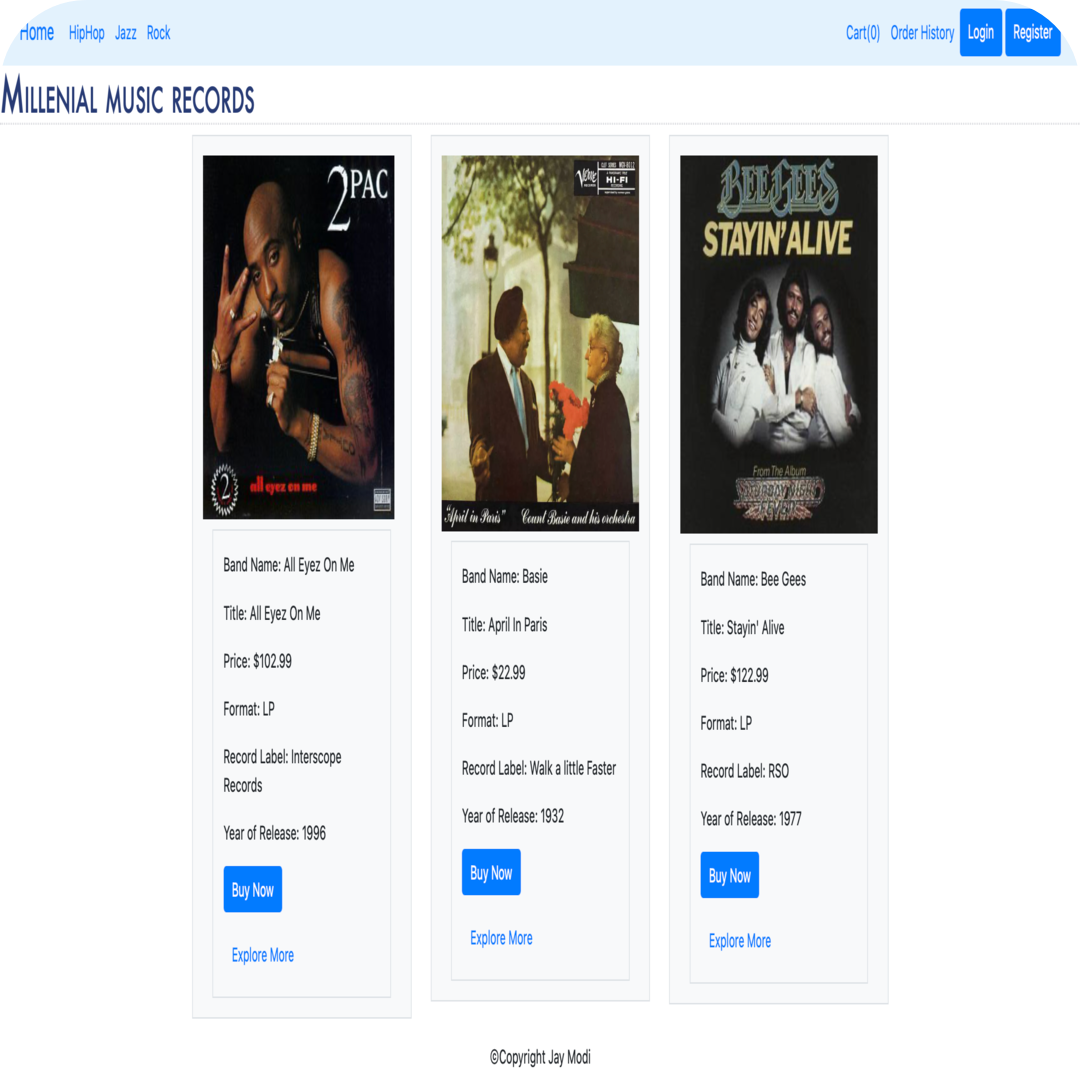 Home HipHop Jazz Rock Cart(0) Order History Login Register
Millenial music records
2PAC
2
all eyez on me
Verve
HI-FI
"April in Paris" Count Basie and his orchestra
BEE GEES
STAYIN' ALIVE
From The Album
SATURDAY NIGHT
FEVER
Band Name: All Eyez On Me
Title: All Eyez On Me
Price: $102.99
Format: LP
Record Label: Interscope
Records
Year of Release: 1996
Buy Now
Explore More
Band Name: Basie
Title: April In Paris
Price: $22.99
Format: LP
Record Label: Walk a little Faster
Year of Release: 1932
Buy Now
Explore More
Band Name: Bee Gees
Title: Stayin' Alive
Price: $122.99
Format: LP
Record Label: RSO
Year of Release: 1977
Buy Now
Explore More
©Copyright Jay Modi